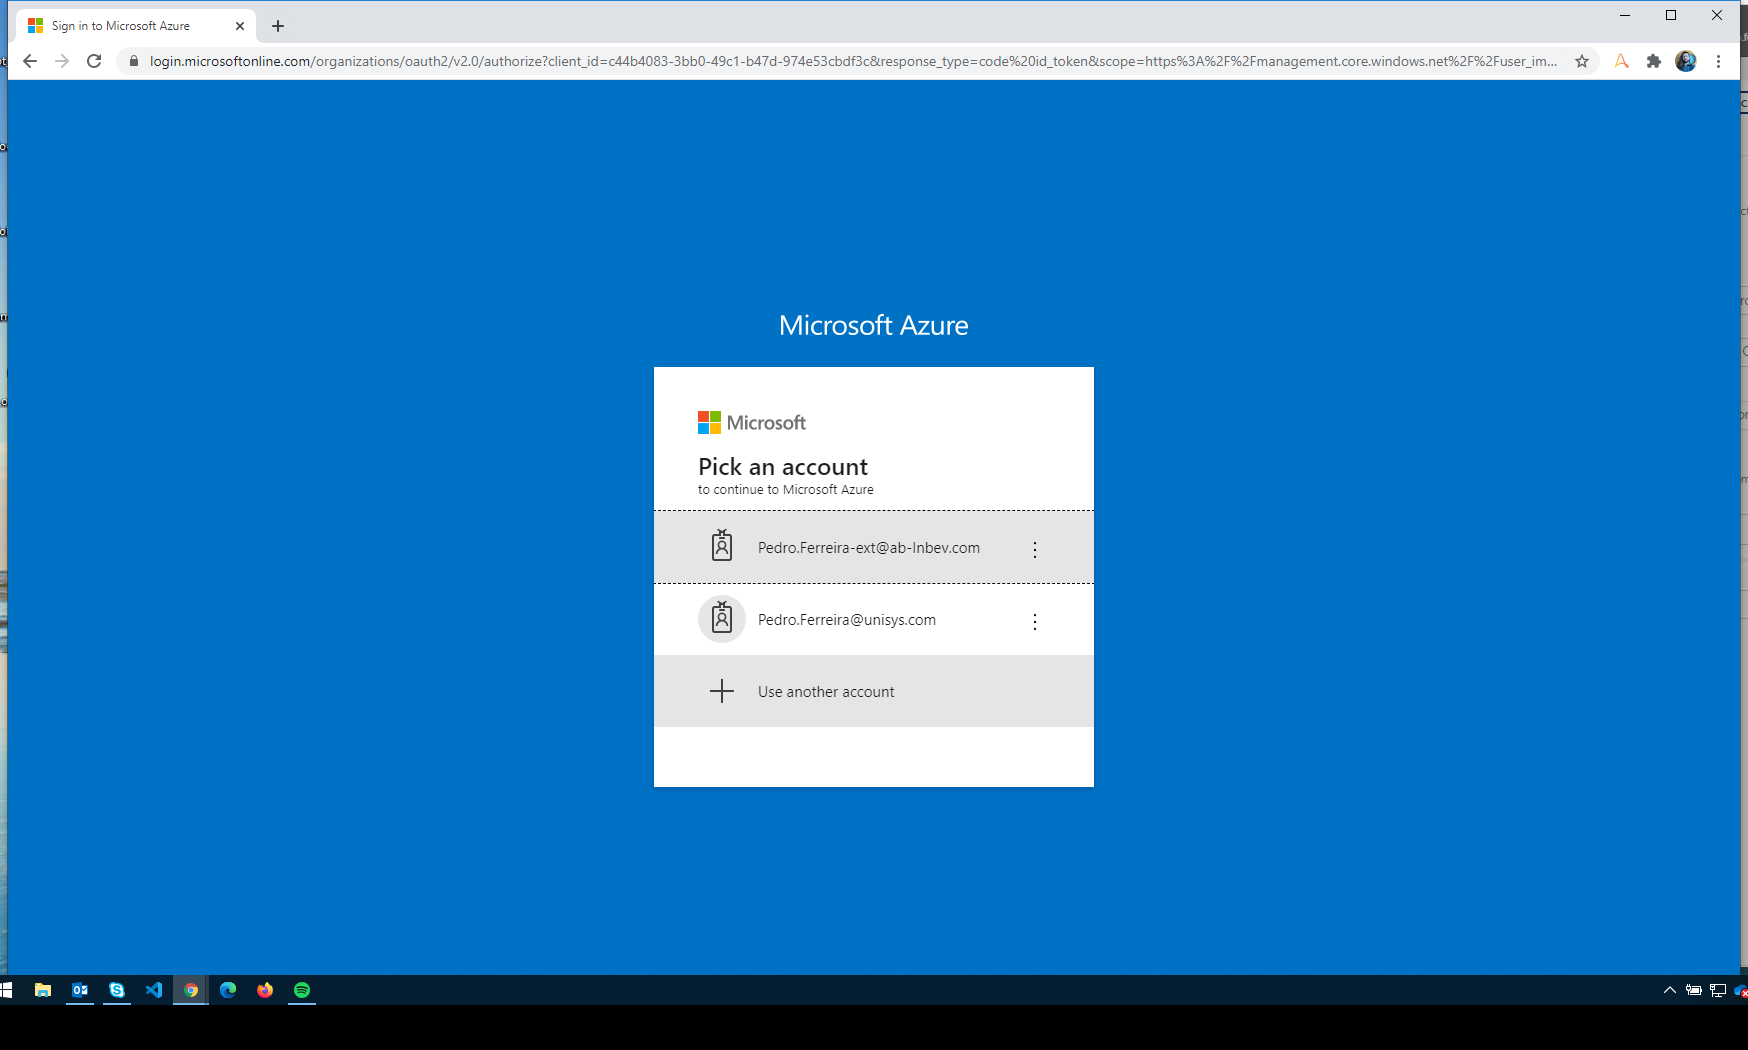 Sign in to Microsoft Azure
login.microsoftonline.com/organizations/oauth2/v2.0/authorize?client_id=c44b4083-3bb0-49c1-b47d-974e53cbdf3c&response_type=code%20id_token&scope=https%3A%2F%2Fmanagement.core.windows.net%2F%2Fuser_im...
Microsoft Azure
Microsoft
Pick an account
to continue to Microsoft Azure
Pedro.Ferreira-ext@ab-Inbev.com
Pedro.Ferreira@unisys.com
Use another account